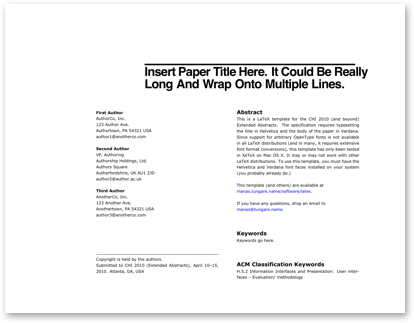 Insert Paper Title Here. It Could Be Really
Long And Wrap Onto Multiple Lines.
First Author
AuthorCo, Inc.
123 Author Ave.
Authortown, PA 54321 USA
author1@anotherco.com
Second Author
VP, Authoring
Authorship Holdings, Ltd.
Authors Square
Authorfordshire, UK AU1 2JD
author2@author.ac.uk
Third Author
AnotherCo, Inc.
123 Another Ave.
Anothertown, PA 54321 USA
author3@anotherco.com
Copyright is held by the authors.
Submitted to CHI 2010 (Extended Abstracts), April 10–15,
2010. Atlanta, GA, USA
Abstract
This is a LaTeX template for the CHI 2010 (and beyond)
Extended Abstracts. The specification requires typesetting
the title in Helvetica and the body of the paper in Verdana.
Since support for arbitrary OpenType fonts is not available
in all LaTeX distributions (and in many, it requires extensive
font format conversions), this template has only been tested
in XeTeX on Mac OS X. It may or may not work with other
LaTeX distributions. To use this template, you must have the
Helvetica and Verdana font faces installed on your system
(you probably already do.)
This template (and others) are available at
manas.tungare.name/software/latex.
If you have any questions, drop an email to
manas@tungare.name.
Keywords
Keywords go here.
ACM Classification Keywords
H.5.2 Information Interfaces and Presentation: User inter-
faces – Evaluation/ methodology